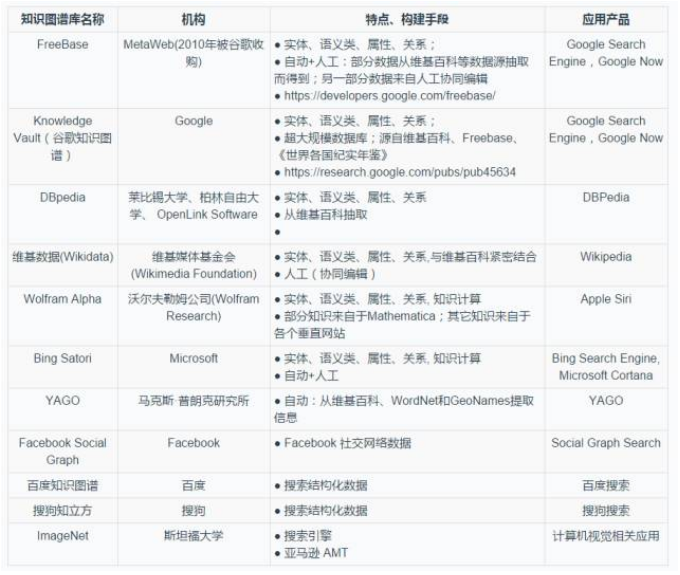 知识图谱库名称 机构 特点、构建手段 应用产品
FreeBase MetaWeb(2010年被谷歌收购) ● 实体、语义类、属性、关系；
● 自动+人工：部分数据从维基百科等数据源抽取
而得到；另一部分数据来自人工协同编辑
● https://developers.google.com/freebase/
Google Search
Engine，Google Now
Knowledge
Vault（谷歌知识图
谱）
Google
● 实体、语义类、属性、关系；
● 超大规模数据库；源自维基百科、Freebase、
《世界各国纪实年鉴》
● https://research.google.com/pubs/pub45634
Google Search
Engine，Google Now
DBpedia
莱比锡大学、柏林自由大
学、 OpenLink Software
● 实体、语义类、属性、关系
● 从维基百科抽取
●
DBPedia
维基数据(Wikidata)
维基媒体基金会
(Wikimedia Foundation)
● 实体、语义类、属性、关系,与维基百科紧密结合
● 人工（协同编辑）
Wikipedia
Wolfram Alpha
沃尔夫勒姆公司(Wolfram
Research)
● 实体、语义类、属性、关系, 知识计算
● 部分知识来自于Mathematica；其它知识来自于
各个垂直网站
Apple Siri
Bing Satori
Microsoft
● 实体、语义类、属性、关系, 知识计算
● 自动+人工
Bing Search Engine,
Microsoft Cortana
YAGO
马克斯·普朗克研究所
● 自动：从维基百科、WordNet和GeoNames提取
信息
YAGO
Facebook Social
Graph
Facebook
● Facebook 社交网络数据
Social Graph Search
百度知识图谱
百度
● 搜索结构化数据
百度搜索
搜狗知立方
搜狗
● 搜索结构化数据
搜狗搜索
ImageNet
斯坦福大学
● 搜索引擎
● 亚马逊 AMT
计算机视觉相关应用